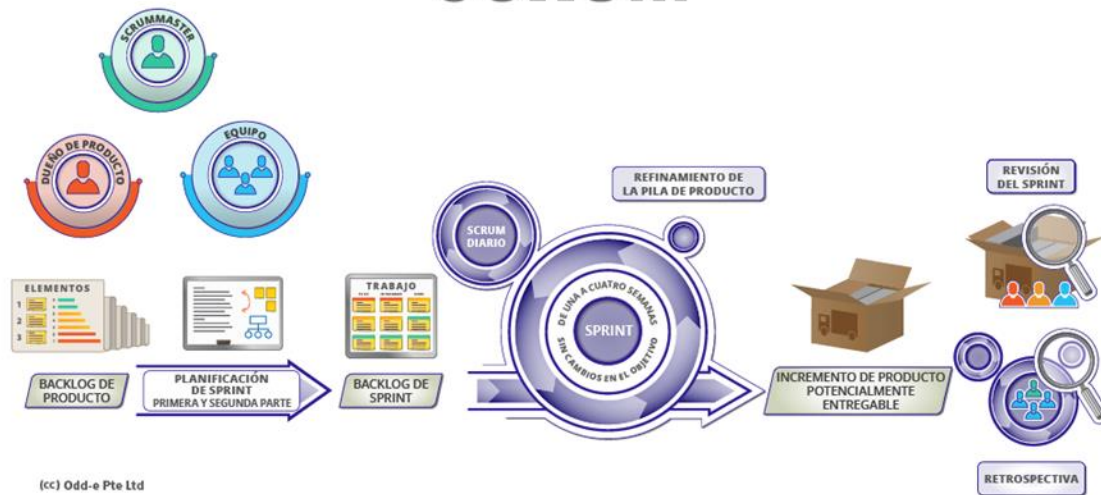 SCRUMMASTER
DUEÑO DE PRODUCTO
EQUIPO
ELEMENTOS
1
2
3
BACKLOG DE
PRODUCTO
PLANIFICACIÓN
DE SPRINT
PRIMERA Y SEGUNDA PARTE
TRABAJO
BACKLOG DE
SPRINT
SCRUM
DIARIO
DE UNA A CUATRO SEMANAS
SPRINT
SIN CAMBIOS EN EL OBJETIVO
REFINAMIENTO DE
LA PILA DE PRODUCTO
INCREMENTO DE PRODUCTO
POTENCIALMENTE
ENTREGABLE
REVISIÓN
DEL SPRINT
RETROSPECTIVA
(cc) Odd-e Pte Ltd